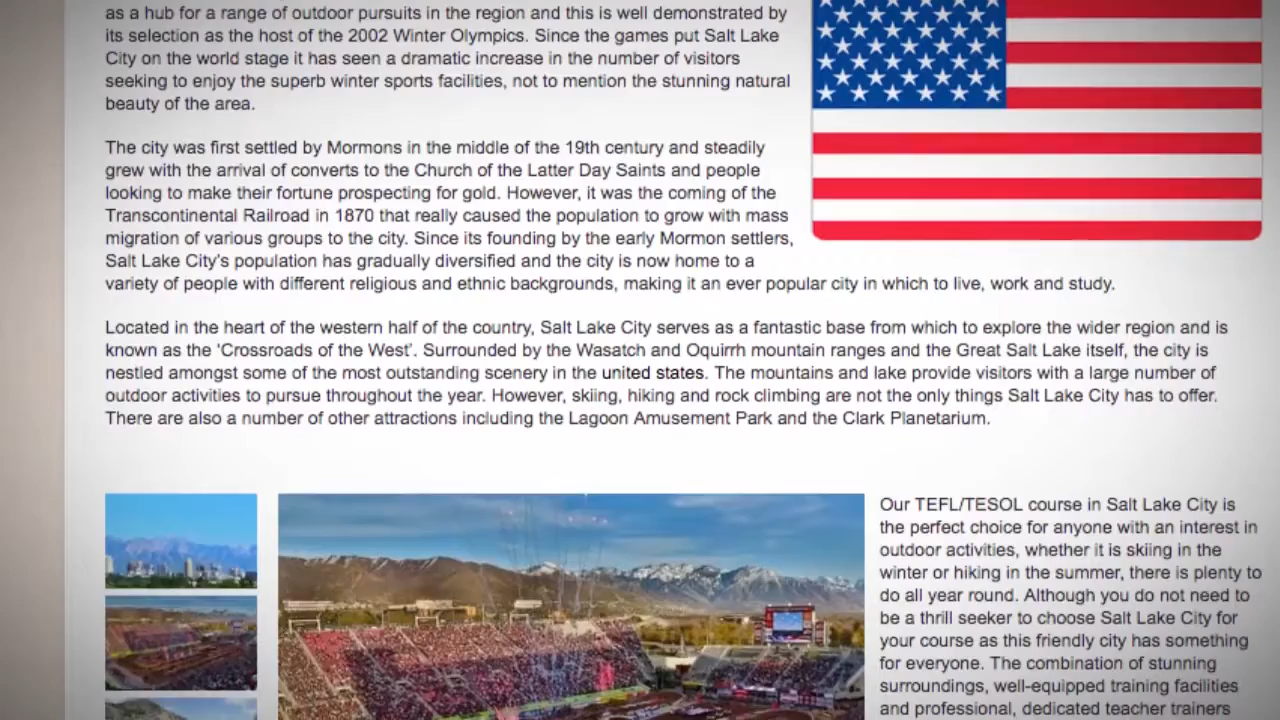 as a hub for a range of outdoor pursuits in the region and this is well demonstrated by
its selection as the host of the 2002 Winter Olympics. Since the games put Salt Lake
City on the world stage it has seen a dramatic increase in the number of visitors
seeking to enjoy the superb winter sports facilities, not to mention the stunning natural
beauty of the area.
The city was first settled by Mormons in the middle of the 19th century and steadily
grew with the arrival of converts to the Church of the Latter Day Saints and people
looking to make their fortune prospecting for gold. However, it was the coming of the
Transcontinental Railroad in 1870 that really caused the population to grow with mass
migration of various groups to the city. Since its founding by the early Mormon settlers,
Salt Lake City's population has gradually diversified and the city is now home to a
variety of people with different religious and ethnic backgrounds, making it an ever popular city in which to live, work and study.
Located in the heart of the western half of the country, Salt Lake City serves as a fantastic base from which to explore the wider region and is
known as the 'Crossroads of the West'. Surrounded by the Wasatch and Oquirrh mountain ranges and the Great Salt Lake itself, the city is
nestled amongst some of the most outstanding scenery in the united states. The mountains and lake provide visitors with a large number of
outdoor activities to pursue throughout the year. However, skiing, hiking and rock climbing are not the only things Salt Lake City has to offer.
There are also a number of other attractions including the Lagoon Amusement Park and the Clark Planetarium.
Our TEFL/TESOL course in Salt Lake City is
the perfect choice for anyone with an interest in
outdoor activities, whether it is skiing in the
winter or hiking in the summer, there is plenty to
do all year round. Although you do not need to
be a thrill seeker to choose Salt Lake City for
your course as this friendly city has something
for everyone. The combination of stunning
surroundings, well-equipped training facilities
and professional, dedicated teacher trainers